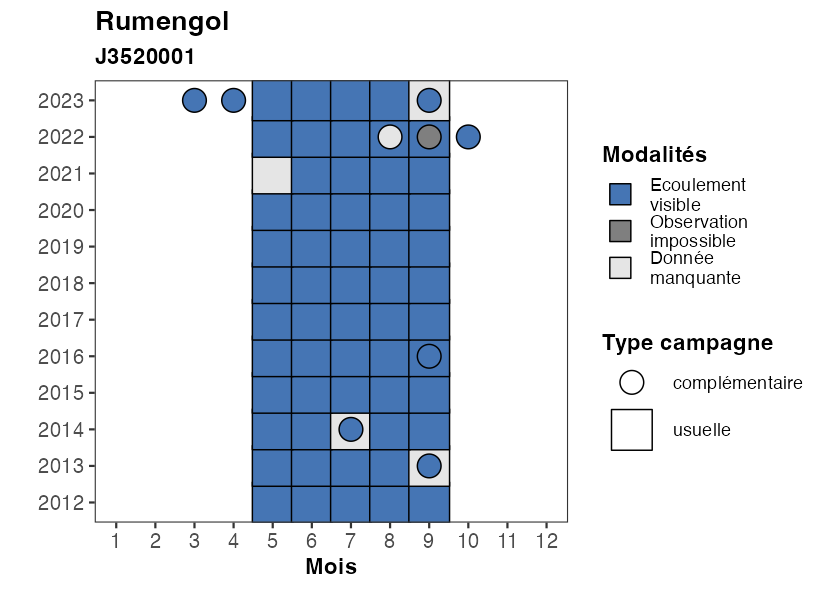 Rumengol
J3520001
2023
2022
2021
2020
2019
2018
2017
2016
2015
2014
2013
2012
1 2 3 4 5 6 7 8 9 10 11 12
Mois
Modalités
Ecoulement
visible
Observation
impossible
Donnée
manquante
Type campagne
complémentaire
usuelle